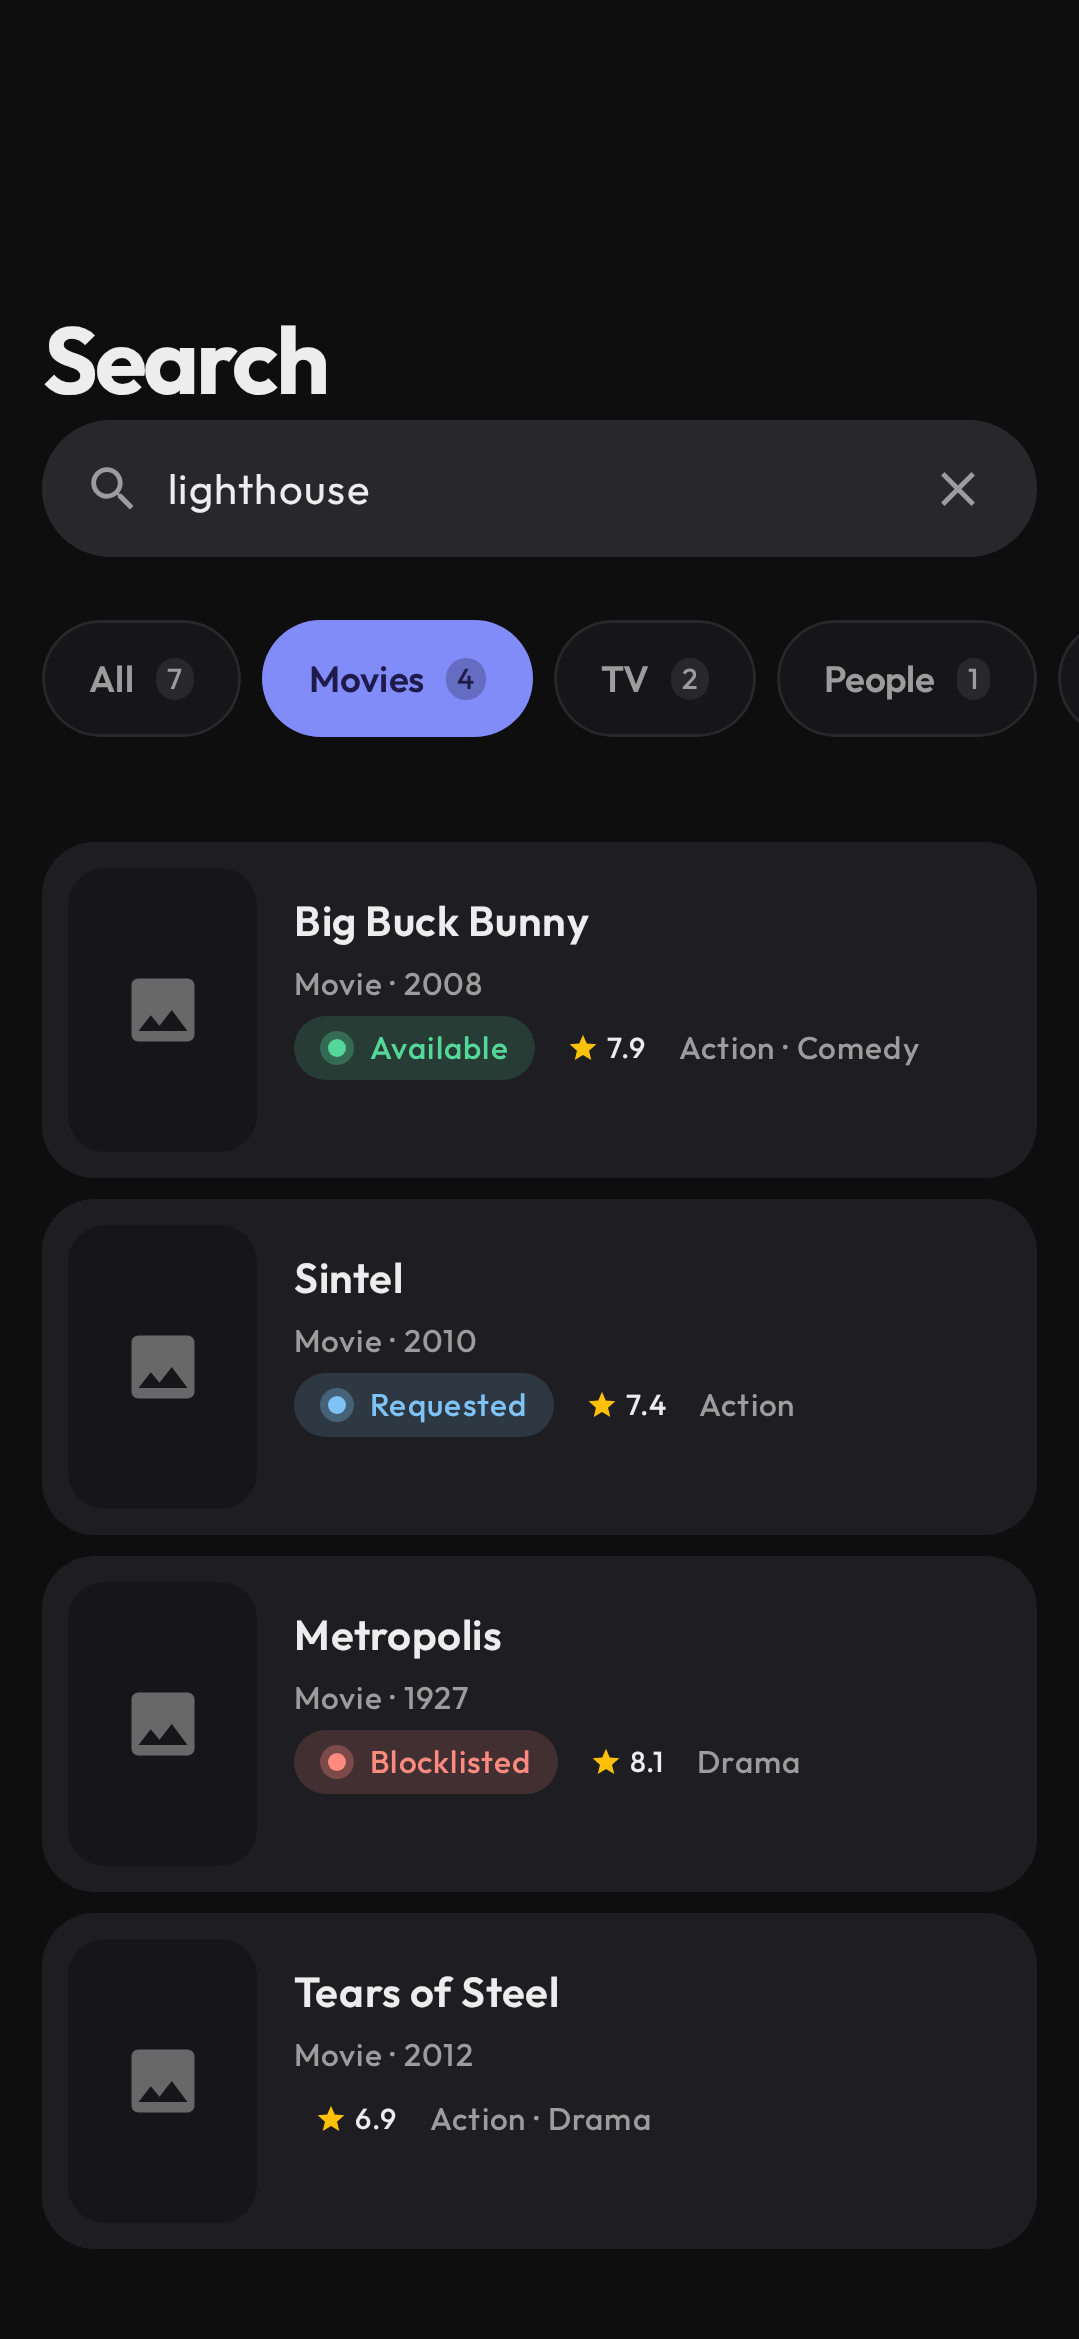 Search
lighthouse
All 7 Movies 4 TV 2 People 1
Big Buck Bunny
Movie · 2008
Available 7.9 Action · Comedy
Sintel
Movie · 2010
Requested 7.4 Action
Metropolis
Movie · 1927
Blocklisted 8.1 Drama
Tears of Steel
Movie · 2012
6.9 Action · Drama